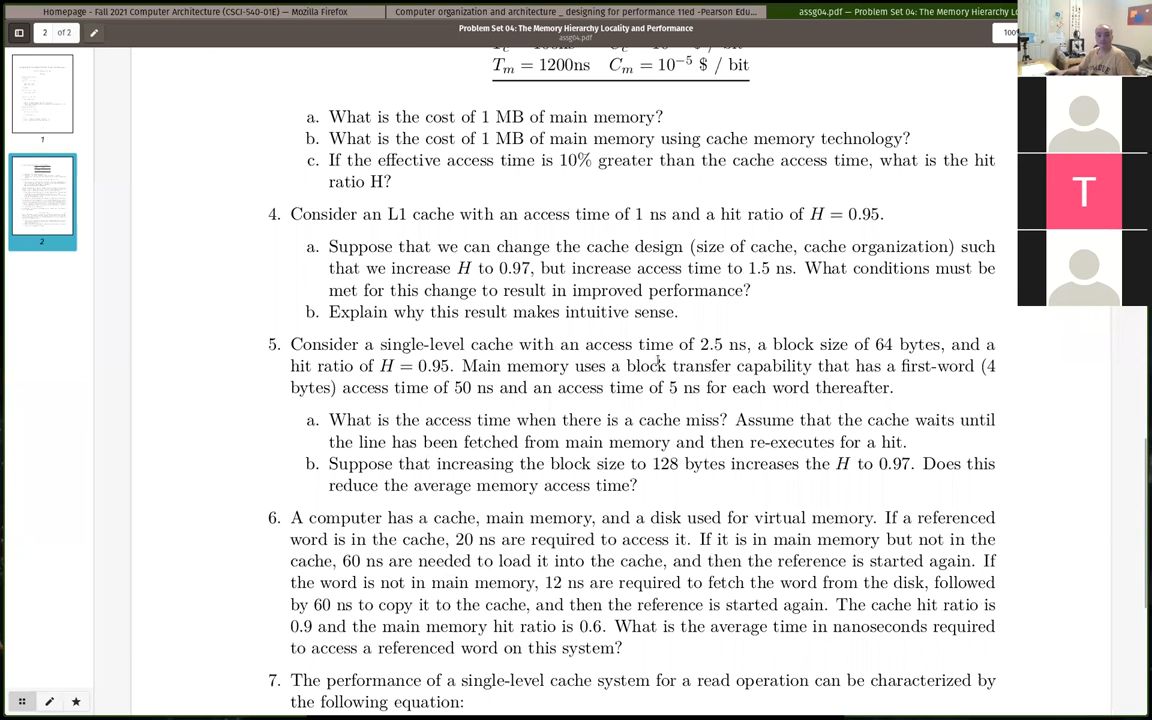 Homepage - Fall 2021 Computer Architecture (CSCI-540-01E) — Mozilla Firefox
Computer organization and architecture _ designing for performance 11ed -Pearson Edu...
assg04.pdf — Problem Set 04: The Memory Hierarchy Lo
2 of 2
Problem Set 04: The Memory Hierarchy Locality and Performance
assg04.pdf
100
T_m = 1200ns C_m = 10^{-5} $ / bit
a. What is the cost of 1 MB of main memory?
b. What is the cost of 1 MB of main memory using cache memory technology?
c. If the effective access time is 10% greater than the cache access time, what is the hit
ratio H?
4. Consider an L1 cache with an access time of 1 ns and a hit ratio of H = 0.95.
a. Suppose that we can change the cache design (size of cache, cache organization) such
that we increase H to 0.97, but increase access time to 1.5 ns. What conditions must be
met for this change to result in improved performance?
b. Explain why this result makes intuitive sense.
5. Consider a single-level cache with an access time of 2.5 ns, a block size of 64 bytes, and a
hit ratio of H = 0.95. Main memory uses a block transfer capability that has a first-word (4
bytes) access time of 50 ns and an access time of 5 ns for each word thereafter.
a. What is the access time when there is a cache miss? Assume that the cache waits until
the line has been fetched from main memory and then re-executes for a hit.
b. Suppose that increasing the block size to 128 bytes increases the H to 0.97. Does this
reduce the average memory access time?
6. A computer has a cache, main memory, and a disk used for virtual memory. If a referenced
word is in the cache, 20 ns are required to access it. If it is in main memory but not in the
cache, 60 ns are needed to load it into the cache, and then the reference is started again. If
the word is not in main memory, 12 ns are required to fetch the word from the disk, followed
by 60 ns to copy it to the cache, and then the reference is started again. The cache hit ratio is
0.9 and the main memory hit ratio is 0.6. What is the average time in nanoseconds required
to access a referenced word on this system?
7. The performance of a single-level cache system for a read operation can be characterized by
the following equation:
1
2
T